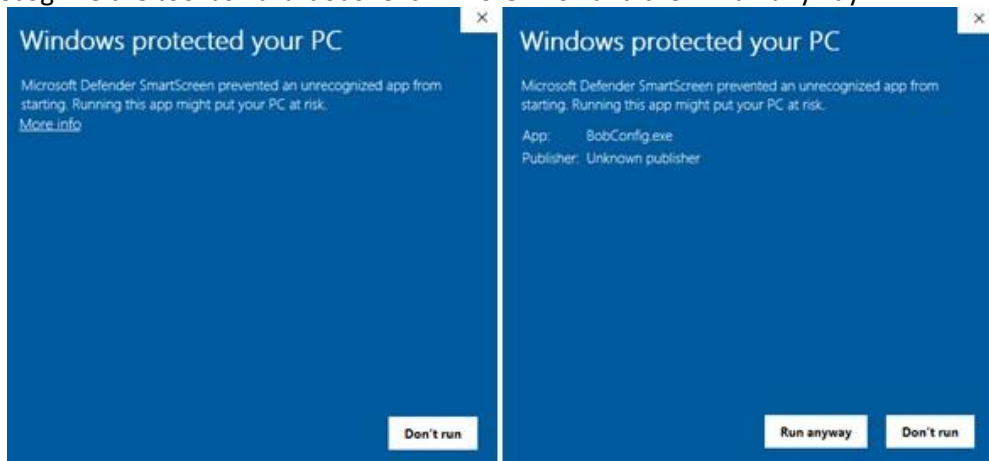 Windows protected your PC
Microsoft Defender SmartScreen prevented an unrecognized app from
starting. Running this app might put your PC at risk.
More info
Don't run
Windows protected your PC
Microsoft Defender SmartScreen prevented an unrecognized app from
starting. Running this app might put your PC at risk.
App: BobConfig.exe
Publisher: Unknown publisher
Run anyway Don't run